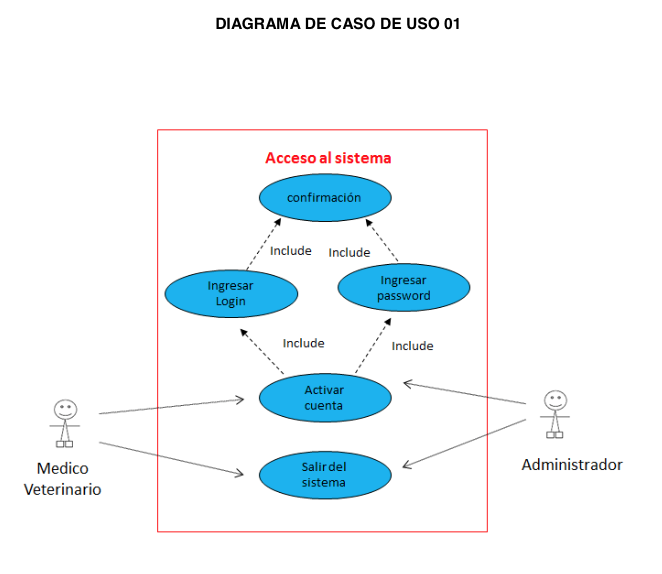 DIAGRAMA DE CASO DE USO 01
Acceso al sistema
confirmación
Include
Include
Ingresar
Login
Ingresar
password
Include
Include
Activar
cuenta
Medico
Veterinario
Administrador
Salir del
sistema